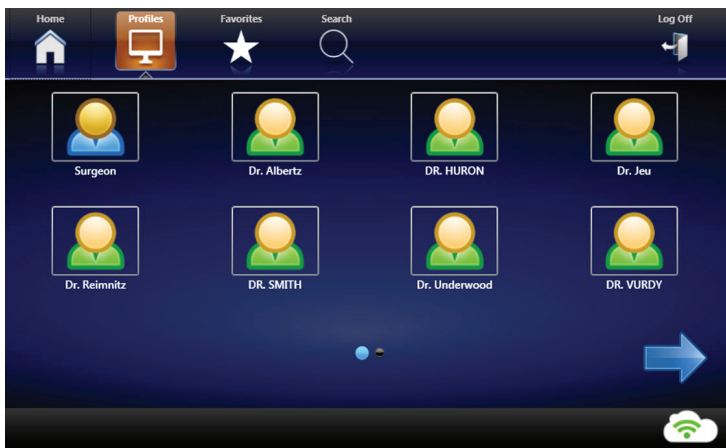 Home Profiles Favorites Search Log Off
Surgeon Dr. Albertz DR. HURON Dr. Jeu
Dr. Reimnitz DR. SMITH Dr. Underwood DR. VURDY